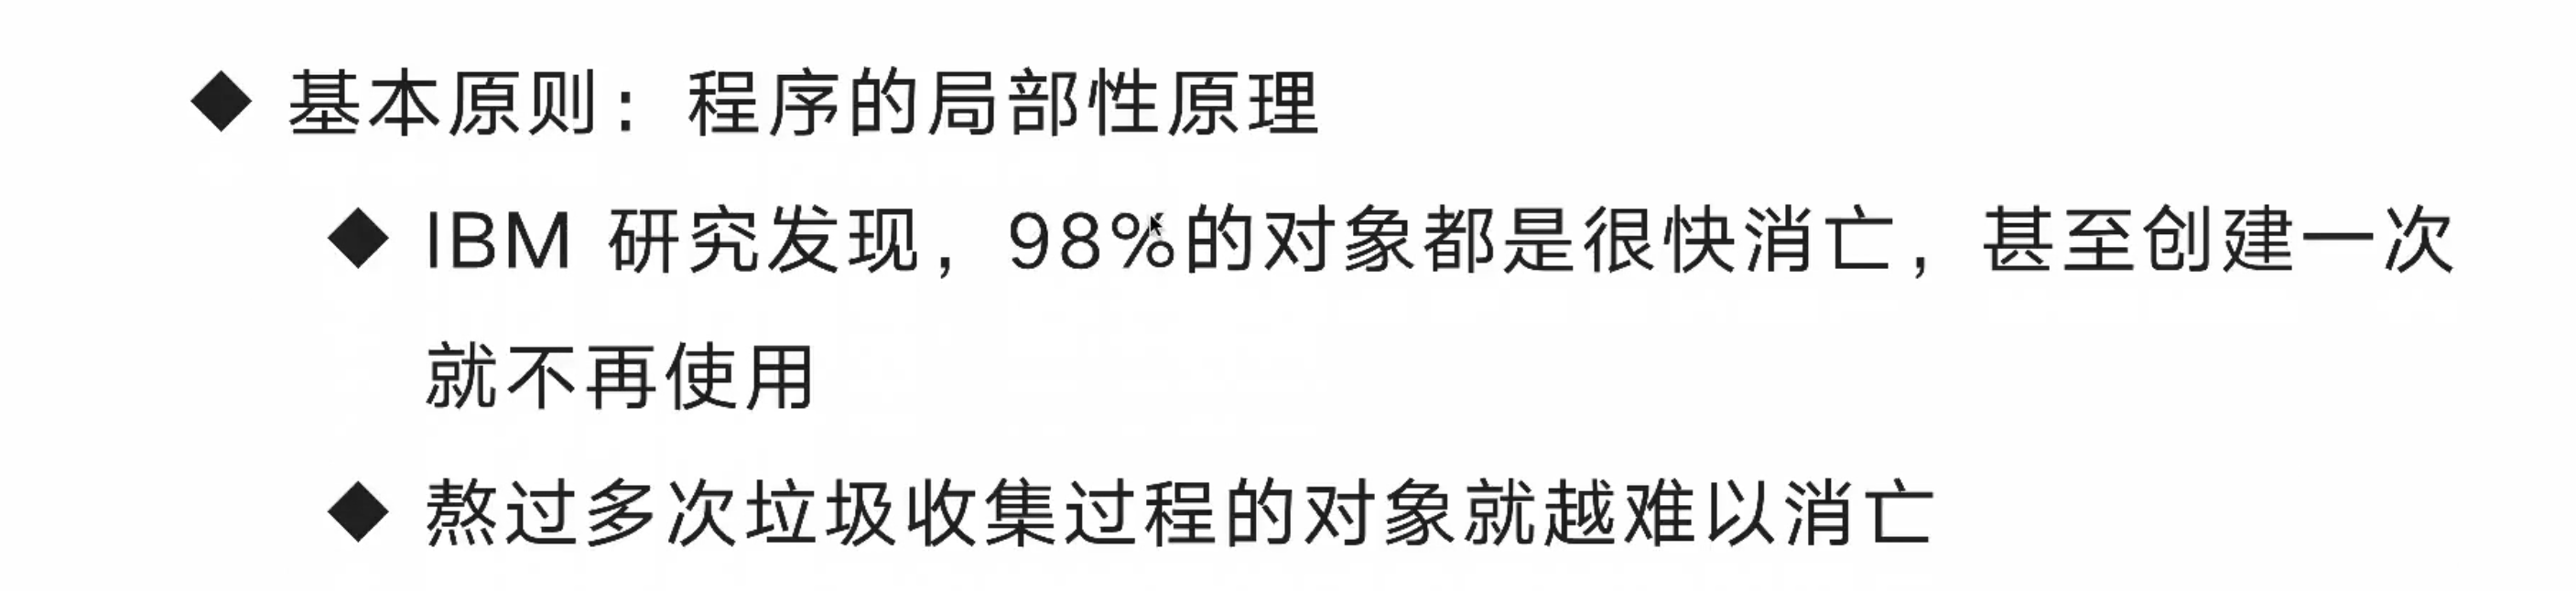 ◆ 基本原则：程序的局部性原理
◆ IBM 研究发现，98%的对象都是很快消亡，甚至创建一次
就不再使用
◆ 熬过多次垃圾收集过程的对象就越难以消亡